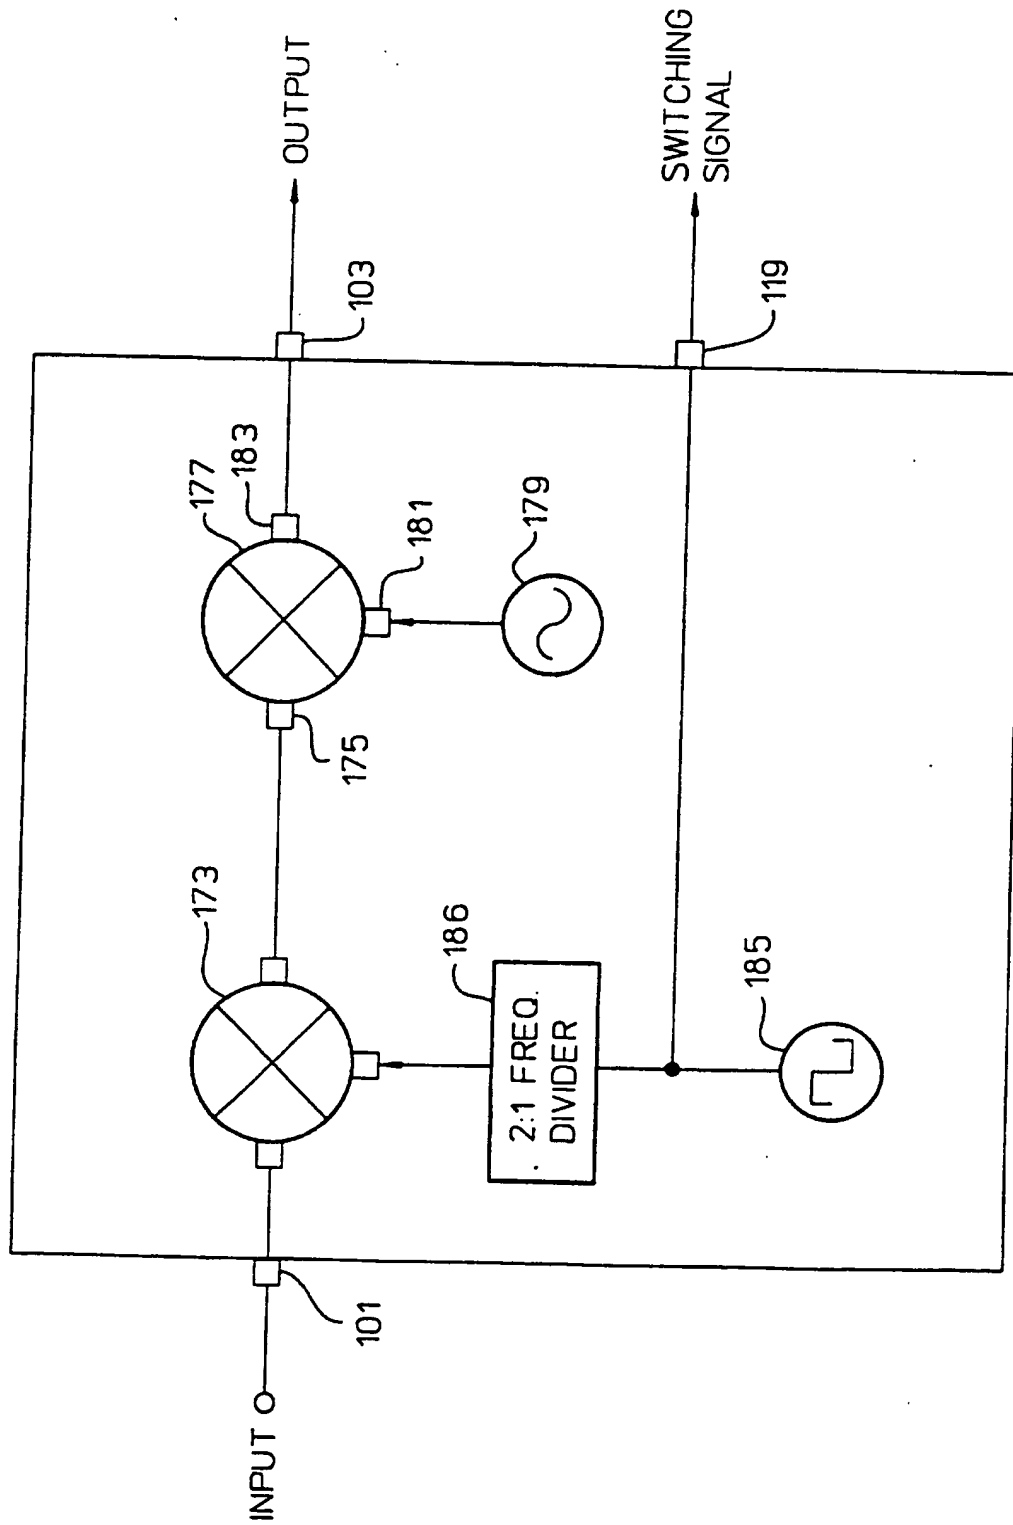 INPUT
101
173
175
177
183
103
OUTPUT
181
179
186
2:1 FREQ.
DIVIDER
185
119
SWITCHING
SIGNAL